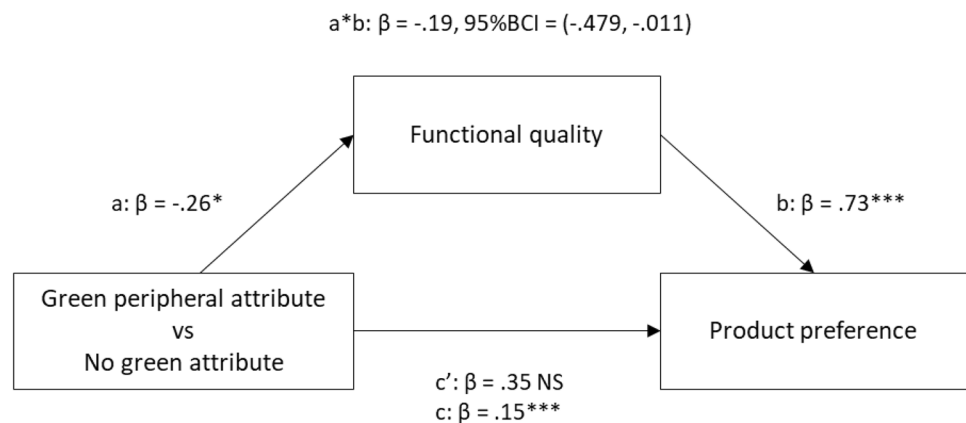 a*b: β = -.19, 95%BCI = (-.479, -.011)
Functional quality
a: β = -.26*
b: β = .73***
Green peripheral attribute
vs
No green attribute
Product preference
c’: β = .35 NS
c: β = .15***